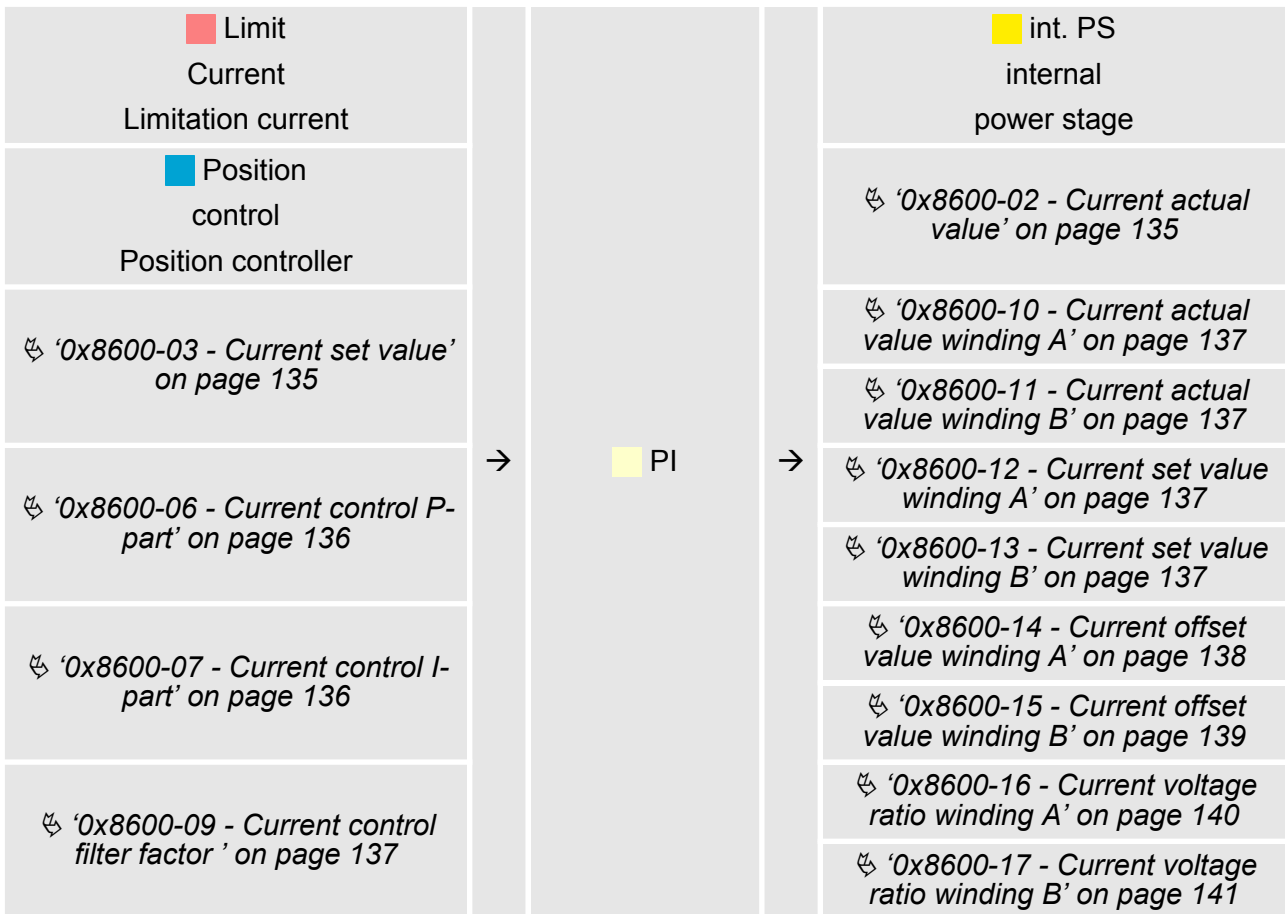 Limit
Current
Limitation current
Position
control
Position controller
'0x8600-03 - Current set value'
on page 135
'0x8600-06 - Current control P-
part' on page 136
'0x8600-07 - Current control I-
part' on page 136
'0x8600-09 - Current control
filter factor ' on page 137
→
PI
→
int. PS
internal
power stage
'0x8600-02 - Current actual
value' on page 135
'0x8600-10 - Current actual
value winding A' on page 137
'0x8600-11 - Current actual
value winding B' on page 137
'0x8600-12 - Current set value
winding A' on page 137
'0x8600-13 - Current set value
winding B' on page 137
'0x8600-14 - Current offset
value winding A' on page 138
'0x8600-15 - Current offset
value winding B' on page 139
'0x8600-16 - Current voltage
ratio winding A' on page 140
'0x8600-17 - Current voltage
ratio winding B' on page 141